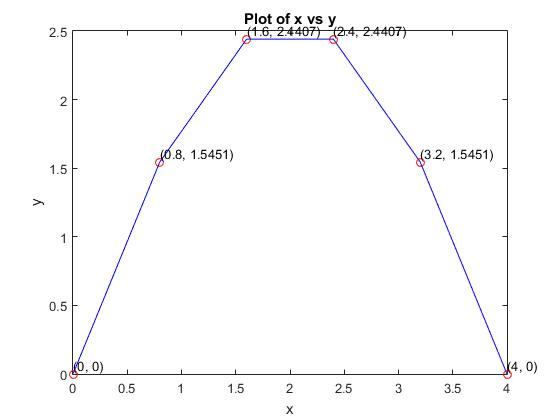 Plot of x vs y
(1.6, 2.4407) (2.4, 2.4407)
2.5
2
(0.8, 1.5451) (3.2, 1.5451)
1.5
y
1
0.5
(0, 0) (4, 0)
0
0 0.5 1 1.5 2 2.5 3 3.5 4
x